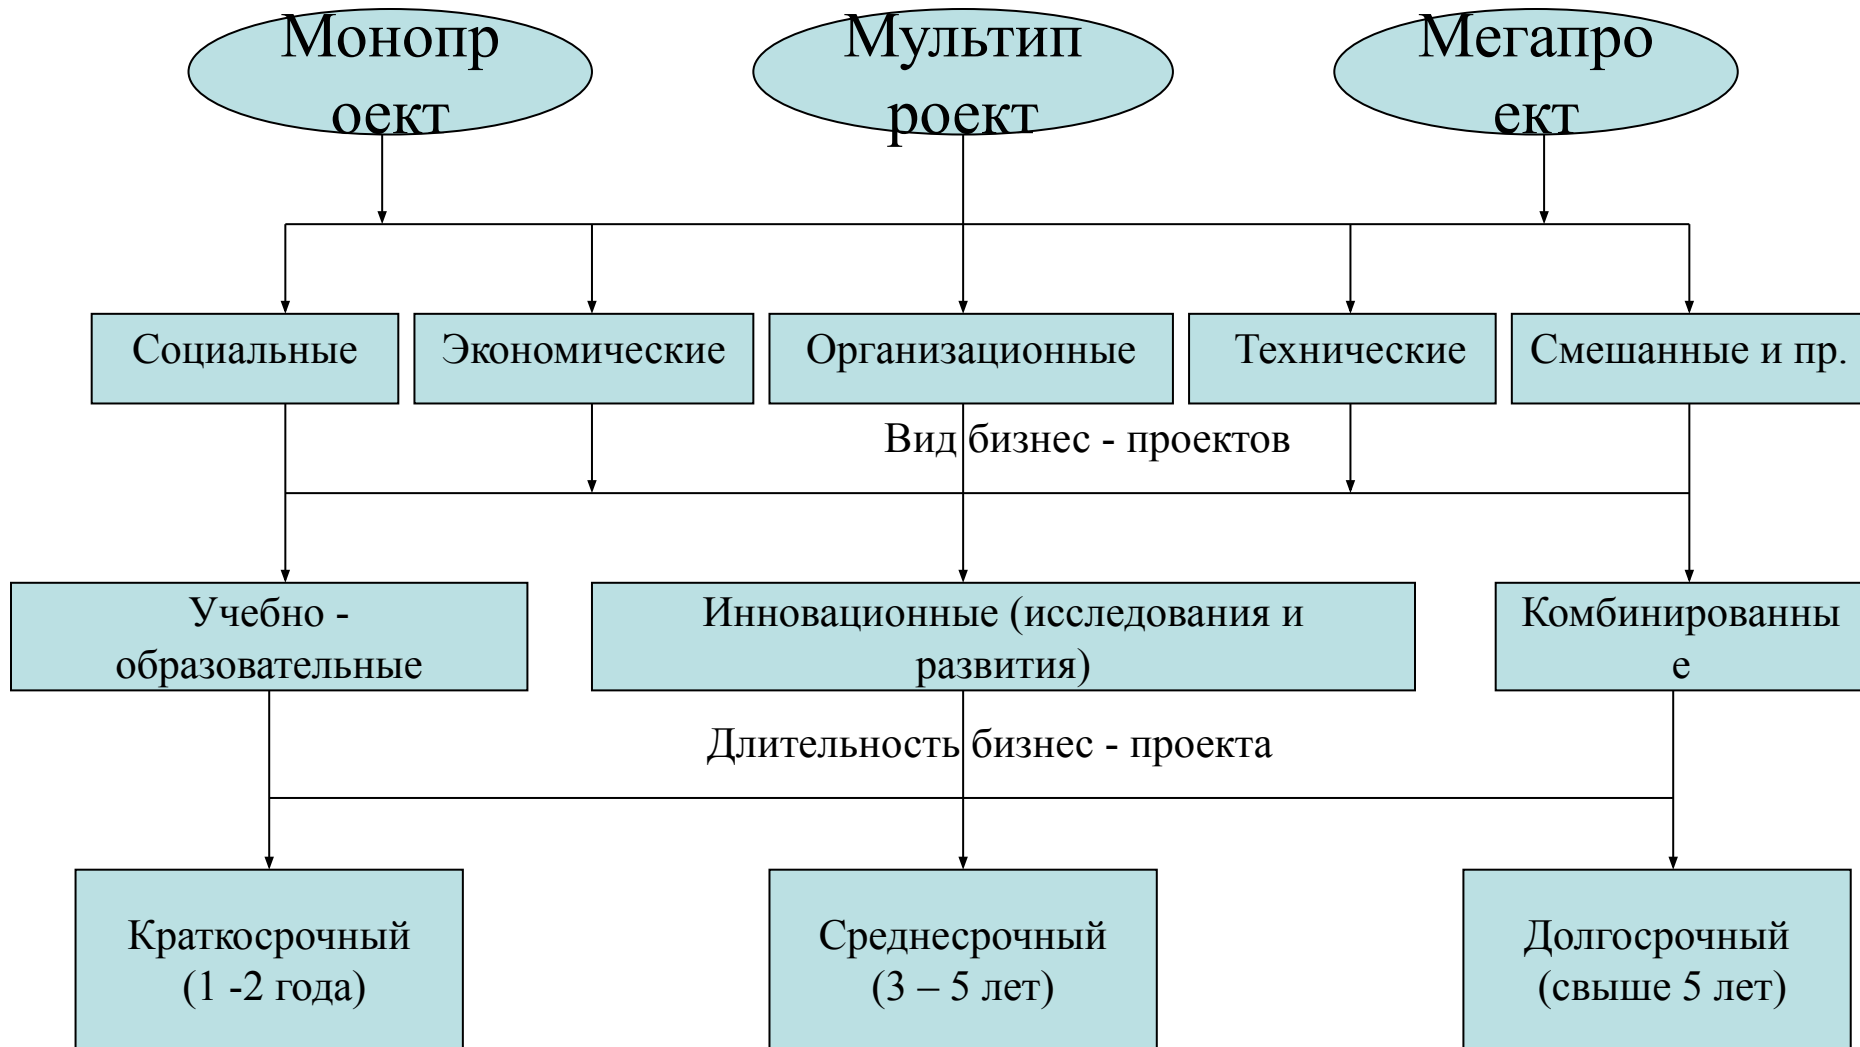 Монопр
оект
Мультип
роект
Мегапро
ект
Социальные
Экономические
Организационные
Технические
Смешанные и пр.
Вид бизнес - проектов
Учебно -
образовательные
Инновационные (исследования и
развития)
Комбинированны
е
Длительность бизнес - проекта
Краткосрочный
(1 -2 года)
Среднесрочный
(3 – 5 лет)
Долгосрочный
(свыше 5 лет)